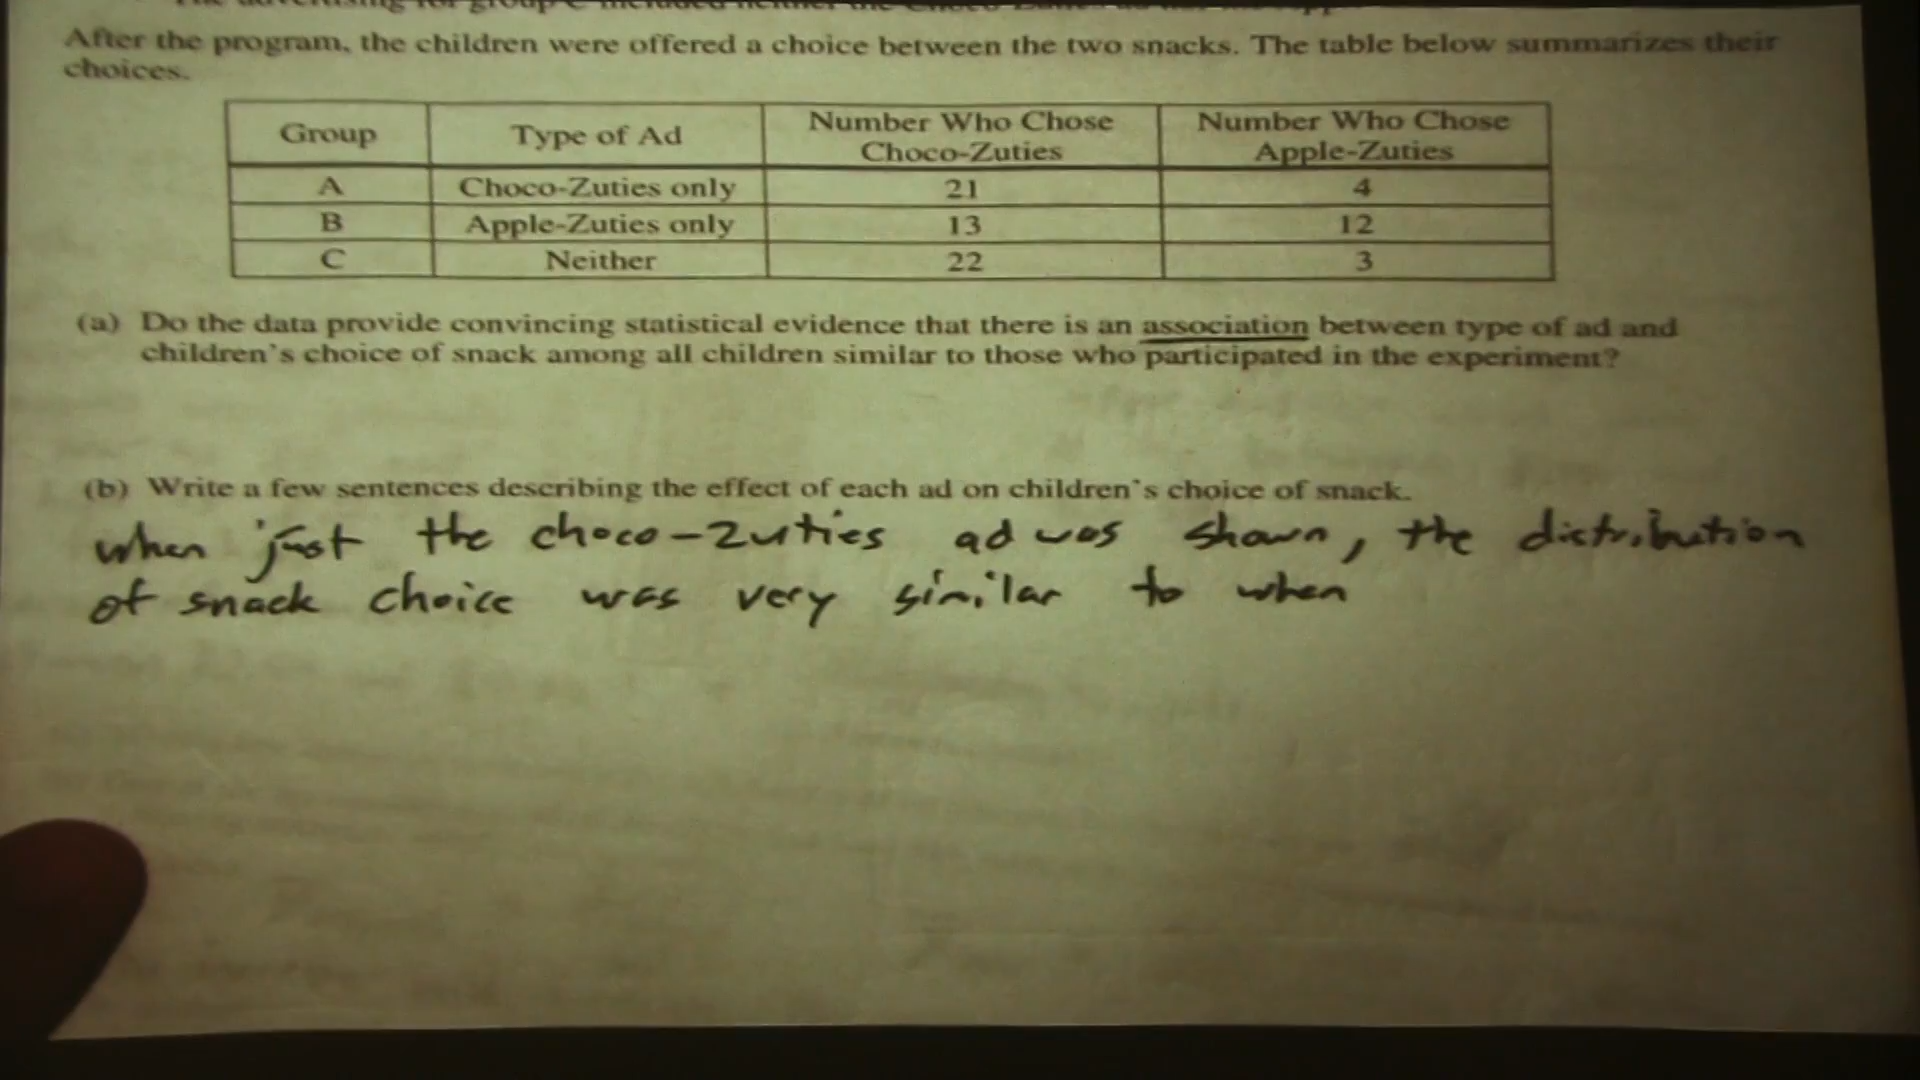 After the program, the children were offered a choice between the two snacks. The table below summarizes their
choices.
Group Type of Ad Number Who Chose Choco-Zuties Number Who Chose Apple-Zuties
A Choco-Zuties only 21 4
B Apple-Zuties only 13 12
C Neither 22 3
(a) Do the data provide convincing statistical evidence that there is an association between type of ad and
children's choice of snack among all children similar to those who participated in the experiment?
(b) Write a few sentences describing the effect of each ad on children's choice of snack.
when just the choco-zuties ad was shown, the distribution
of snack choice was very similar to when